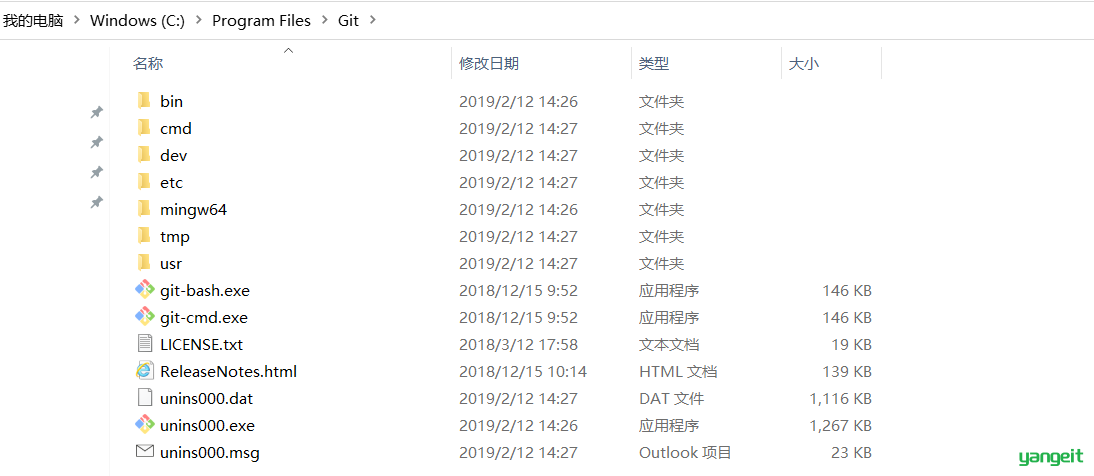 我的电脑 > Windows (C:) > Program Files > Git >
名称 修改日期 类型 大小
bin 2019/2/12 14:26 文件夹
cmd 2019/2/12 14:27 文件夹
dev 2019/2/12 14:27 文件夹
etc 2019/2/12 14:27 文件夹
mingw64 2019/2/12 14:26 文件夹
tmp 2019/2/12 14:27 文件夹
usr 2019/2/12 14:27 文件夹
git-bash.exe 2018/12/15 9:52 应用程序 146 KB
git-cmd.exe 2018/12/15 9:52 应用程序 146 KB
LICENSE.txt 2018/3/12 17:58 文本文档 19 KB
ReleaseNotes.html 2018/12/15 10:14 HTML 文档 139 KB
unins000.dat 2019/2/12 14:27 DAT 文件 1,116 KB
unins000.exe 2019/2/12 14:26 应用程序 1,267 KB
unins000.msg 2019/2/12 14:27 Outlook 项目 23 KB
yangeit